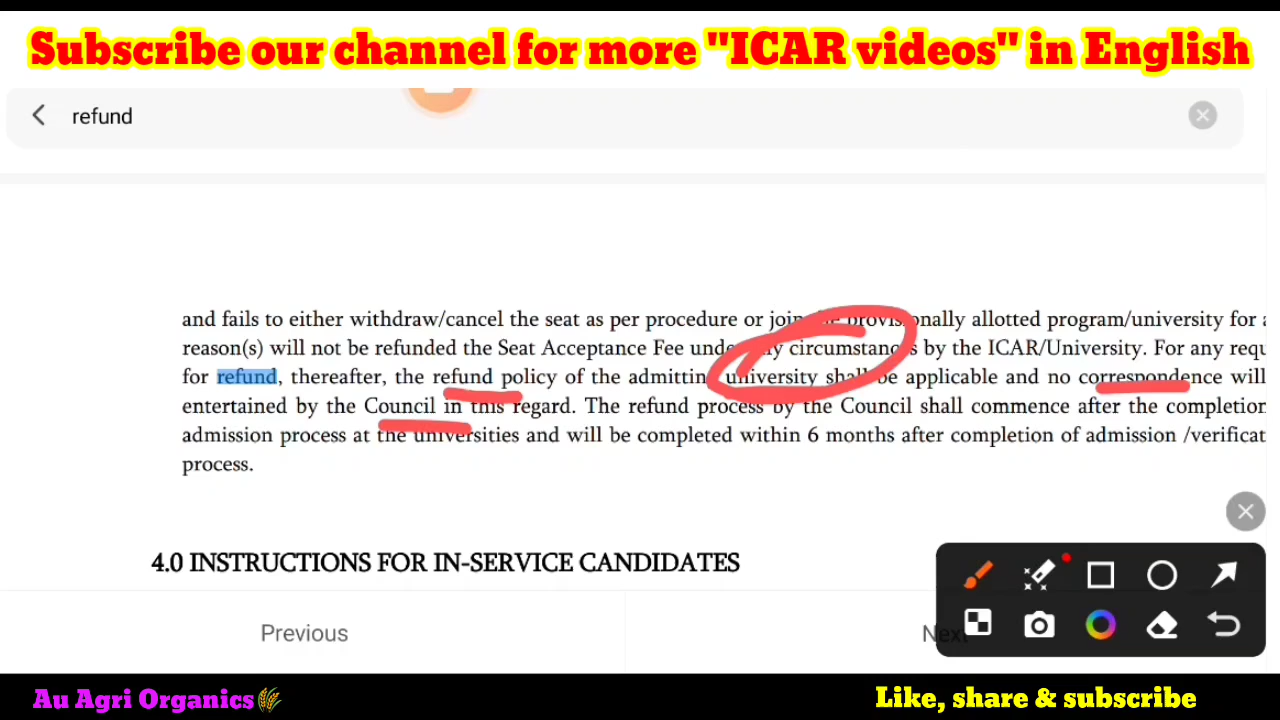 Subscribe our channel for more "ICAR videos" in English
refund
and fails to either withdraw/cancel the seat as per procedure or join the provisionally allotted program/university for a
reason(s) will not be refunded the Seat Acceptance Fee under any circumstances by the ICAR/University. For any requ
for refund, thereafter, the refund policy of the admitting university shall be applicable and no correspondence will
entertained by the Council in this regard. The refund process by the Council shall commence after the completion
admission process at the universities and will be completed within 6 months after completion of admission /verificat
process.
4.0 INSTRUCTIONS FOR IN-SERVICE CANDIDATES
Previous
Next
Au Agri Organics
Like, share & subscribe